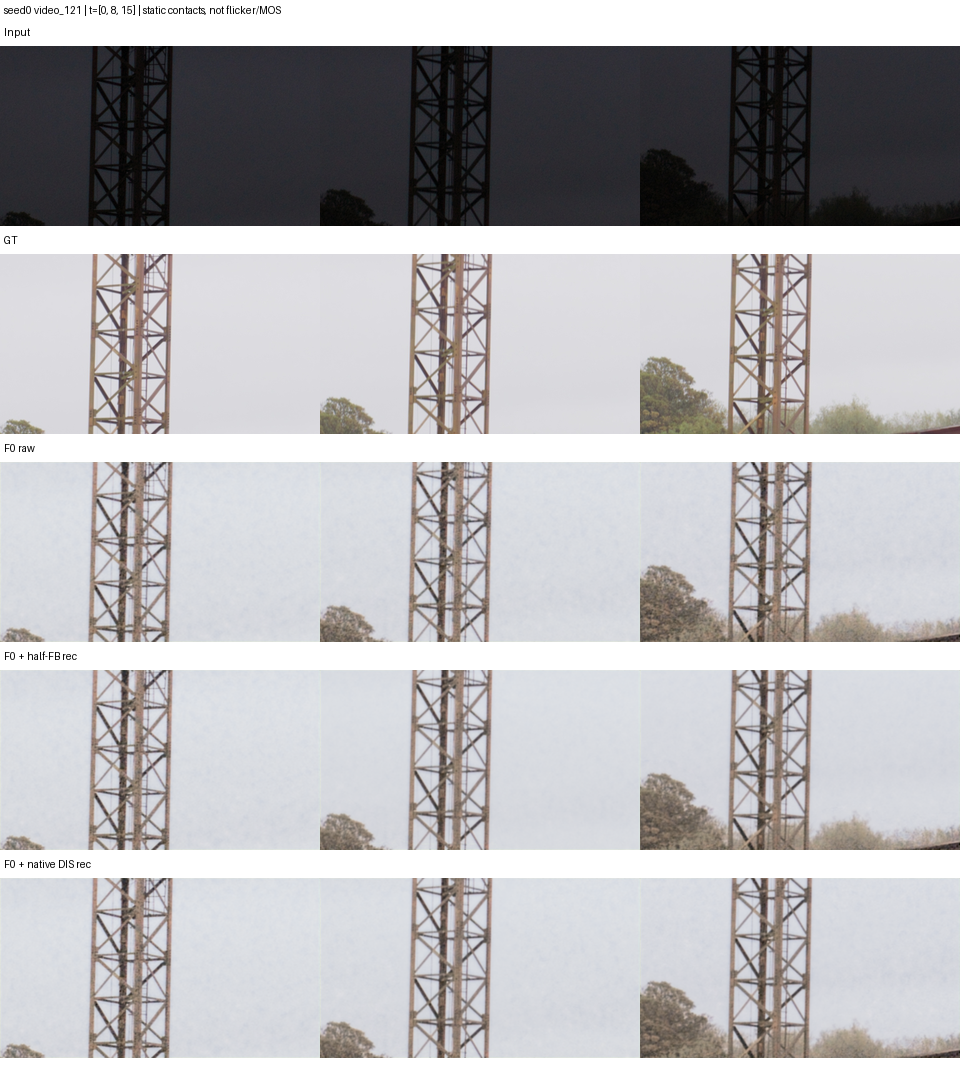 seed0 video_121 | t=[0, 8, 15] | static contacts, not flicker/MOS
Input
GT
F0 raw
F0 + half-FB rec
F0 + native DIS rec